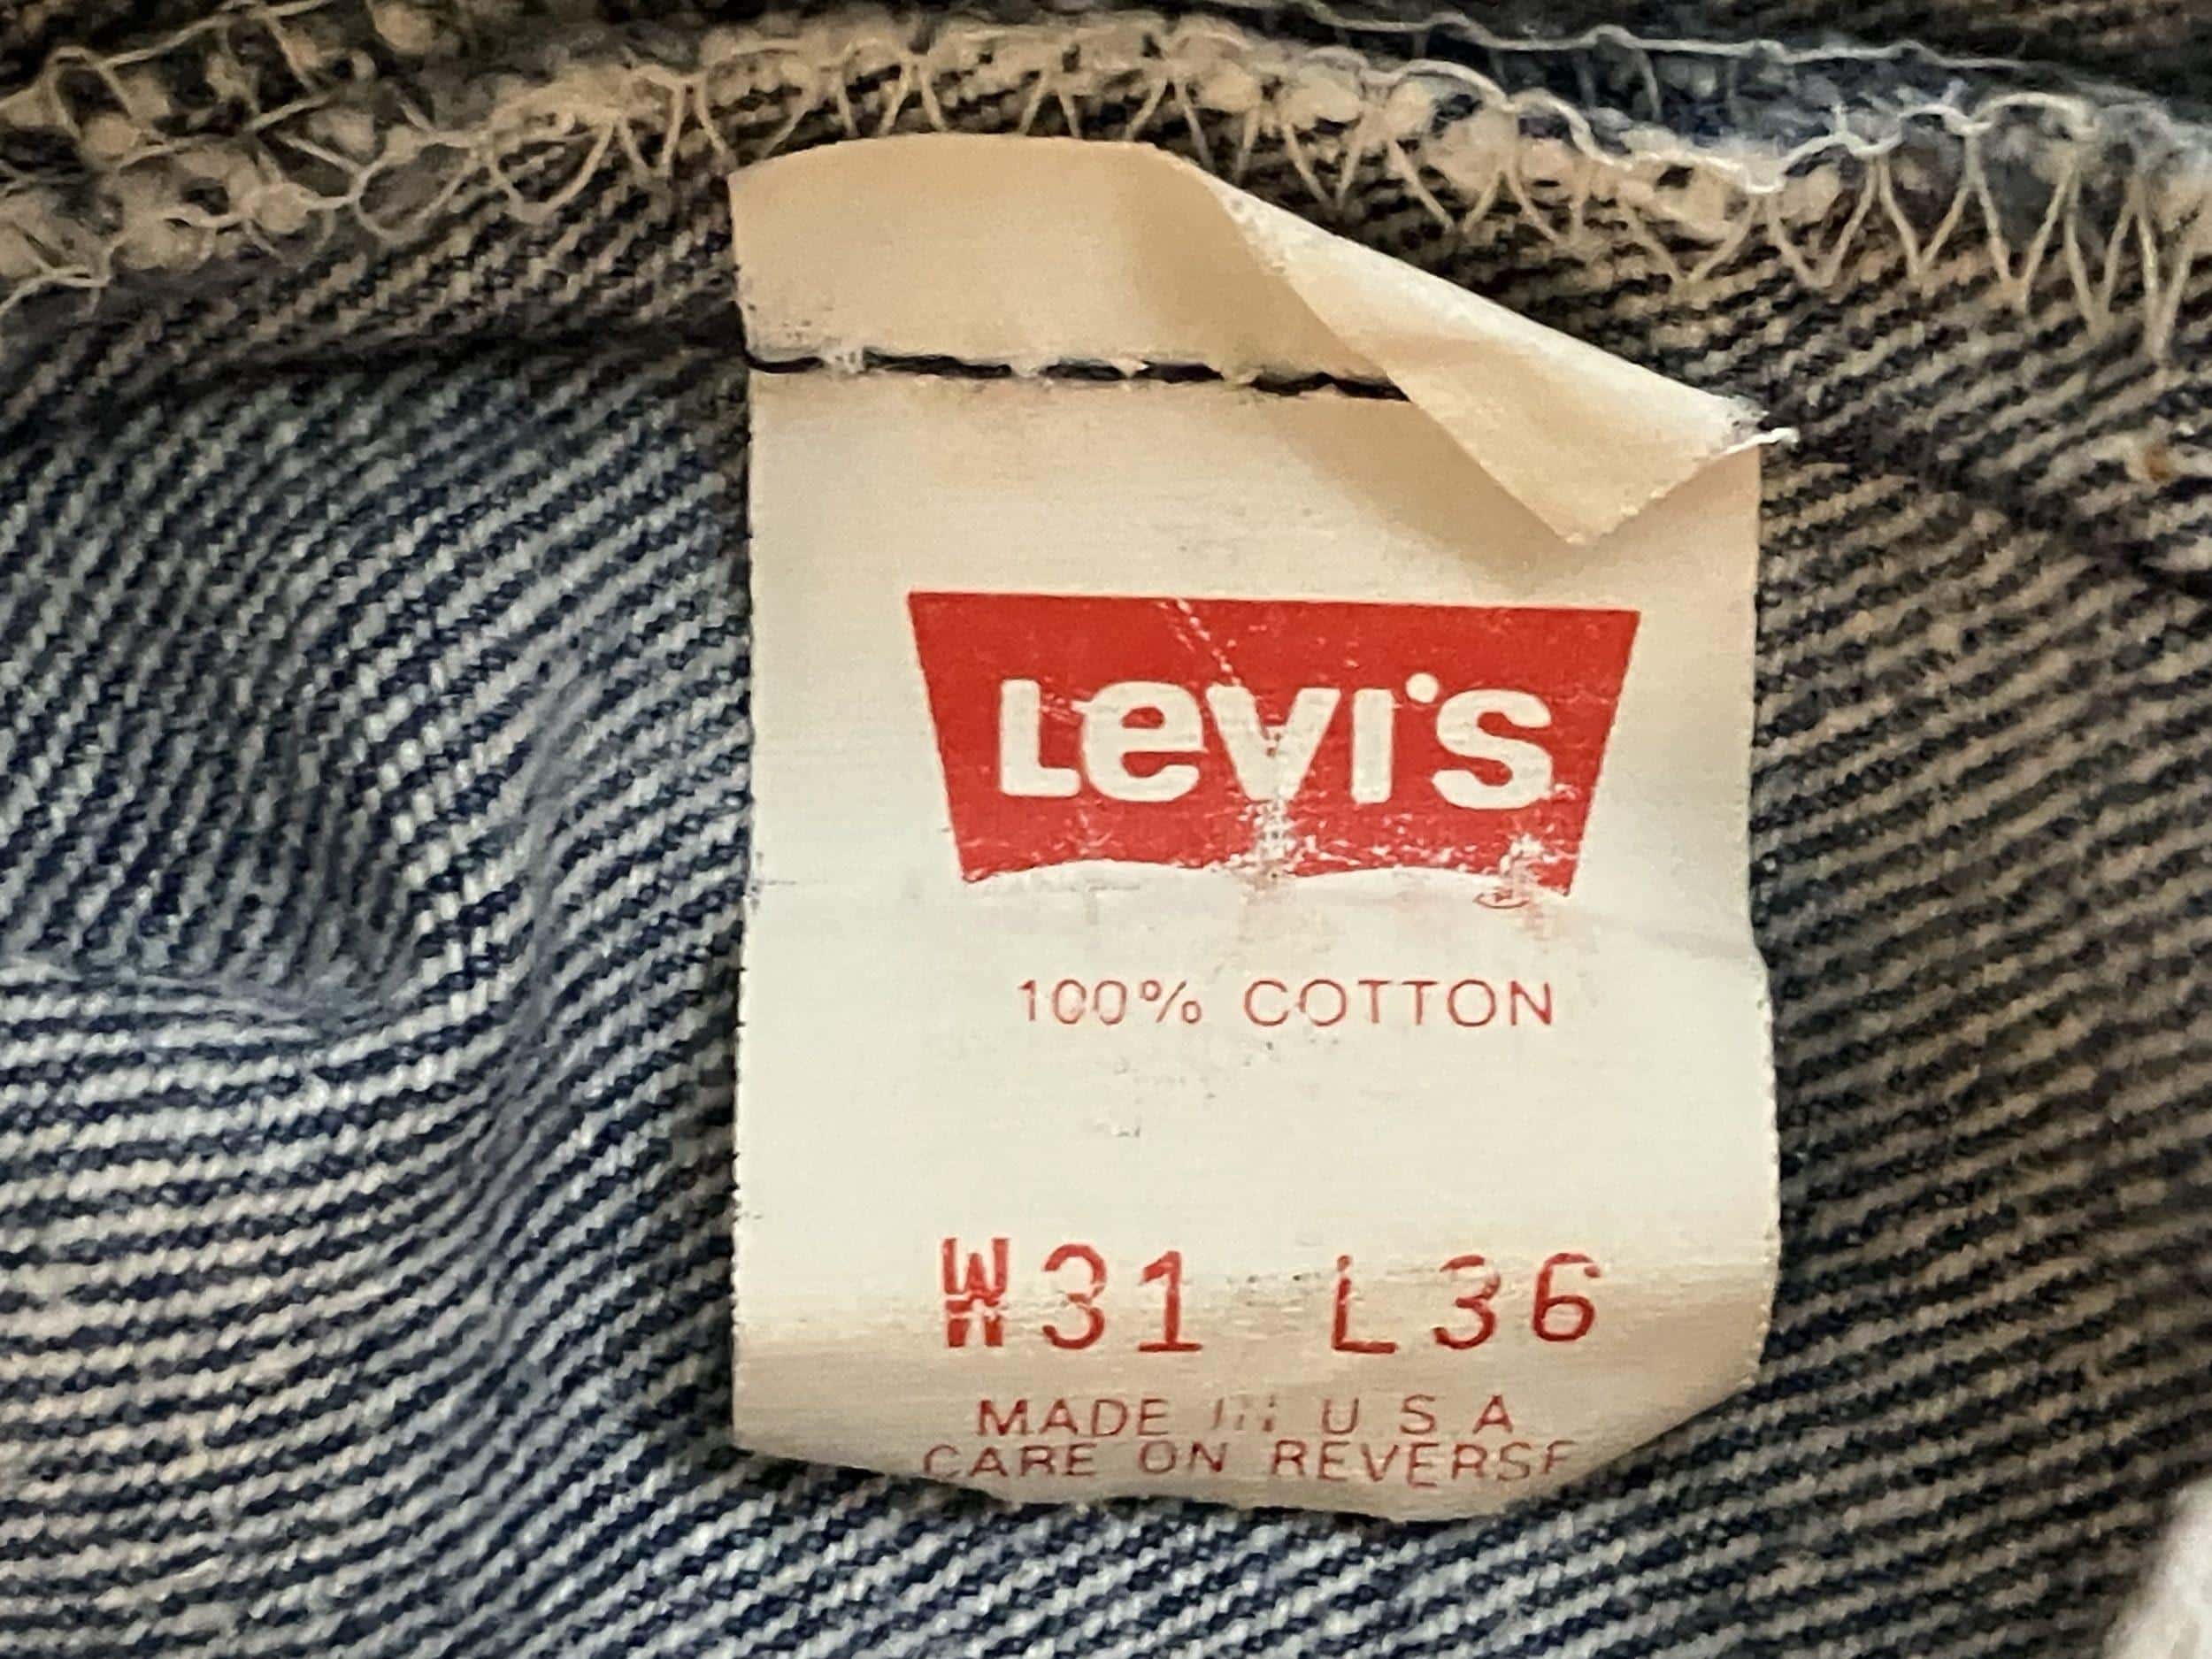 Levi's
100% COTTON
W31 L36
MADE IN U S A
CARE ON REVERSE